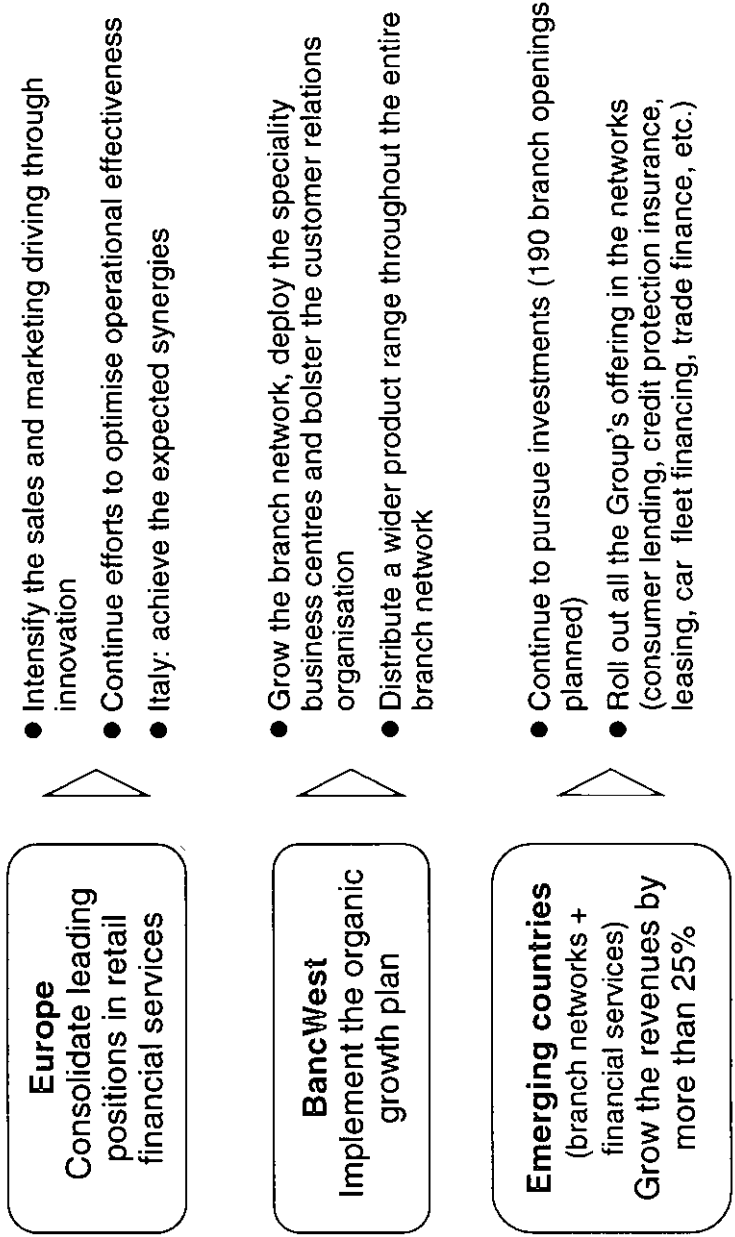 Europe
Consolidate leading
positions in retail
financial services
● Intensify the sales and marketing driving through
innovation
● Continue efforts to optimise operational effectiveness
● Italy: achieve the expected synergies
BancWest
Implement the organic
growth plan
● Grow the branch network, deploy the speciality
business centres and bolster the customer relations
organisation
● Distribute a wider product range throughout the entire
branch network
Emerging countries
(branch networks +
financial services)
Grow the revenues by
more than 25%
● Continue to pursue investments (190 branch openings
planned)
● Roll out all the Group's offering in the networks
(consumer lending, credit protection insurance,
leasing, car fleet financing, trade finance, etc.)